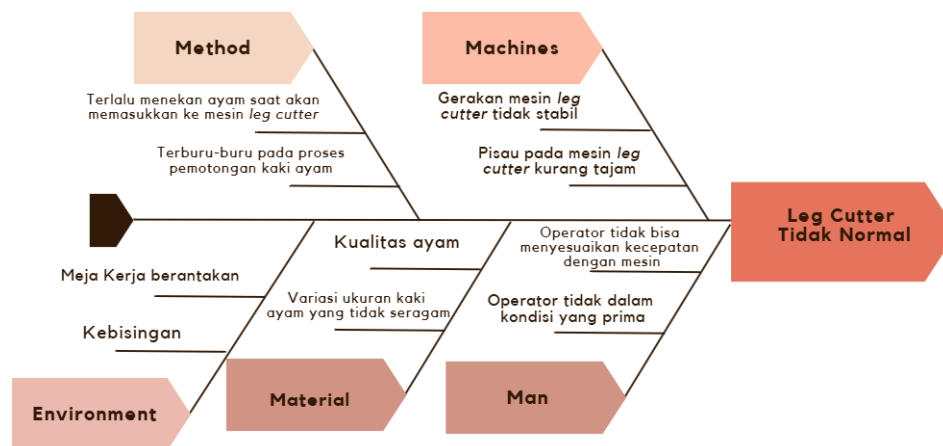 Method
Machines
Terlalu menekan ayam saat akan
memasukkan ke mesin leg cutter
Gerakan mesin leg
cutter tidak stabil
Terburu-buru pada proses
pemotongan kaki ayam
Pisau pada mesin leg
cutter kurang tajam
Leg Cutter
Tidak Normal
Kualitas ayam
Operator tidak bisa
menyesuaikan kecepatan
dengan mesin
Meja Kerja berantakan
Variasi ukuran kaki
ayam yang tidak seragam
Operator tidak dalam
kondisi yang prima
Kebisingan
Environment
Material
Man